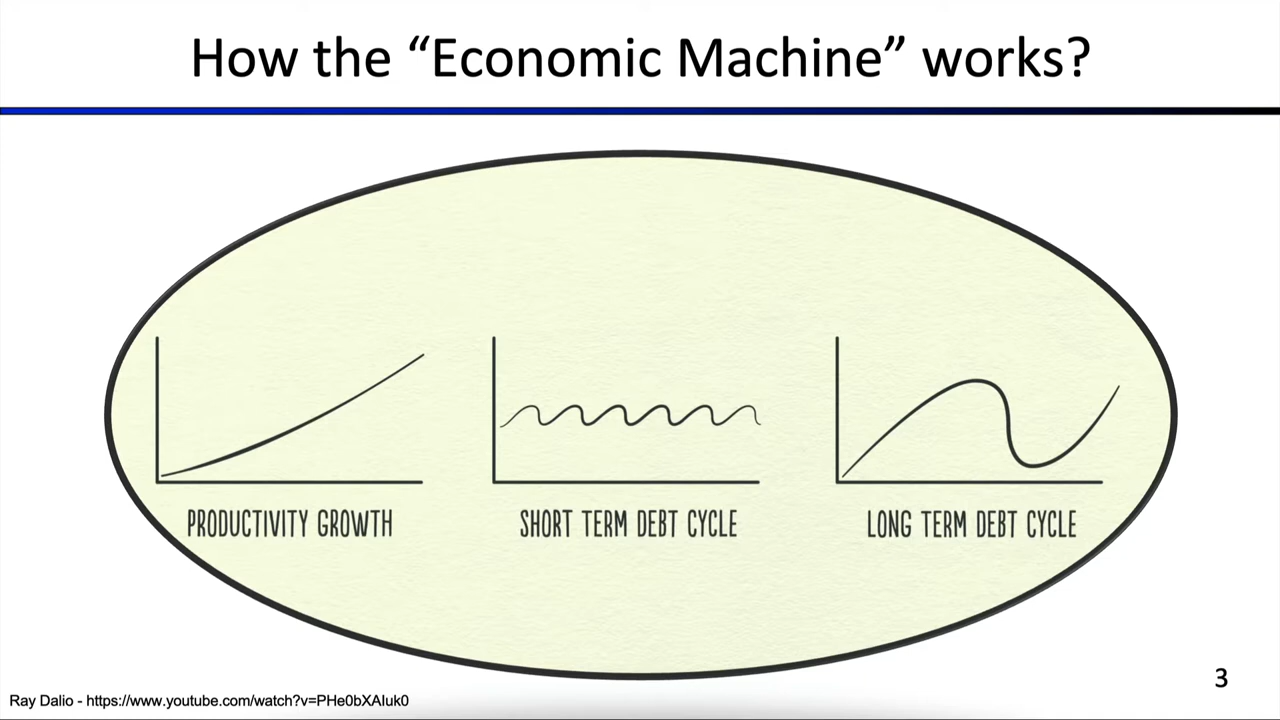 How the “Economic Machine” works?
PRODUCTIVITY GROWTH
SHORT TERM DEBT CYCLE
LONG TERM DEBT CYCLE
3
Ray Dalio - https://www.youtube.com/watch?v=PHe0bXAIuk0